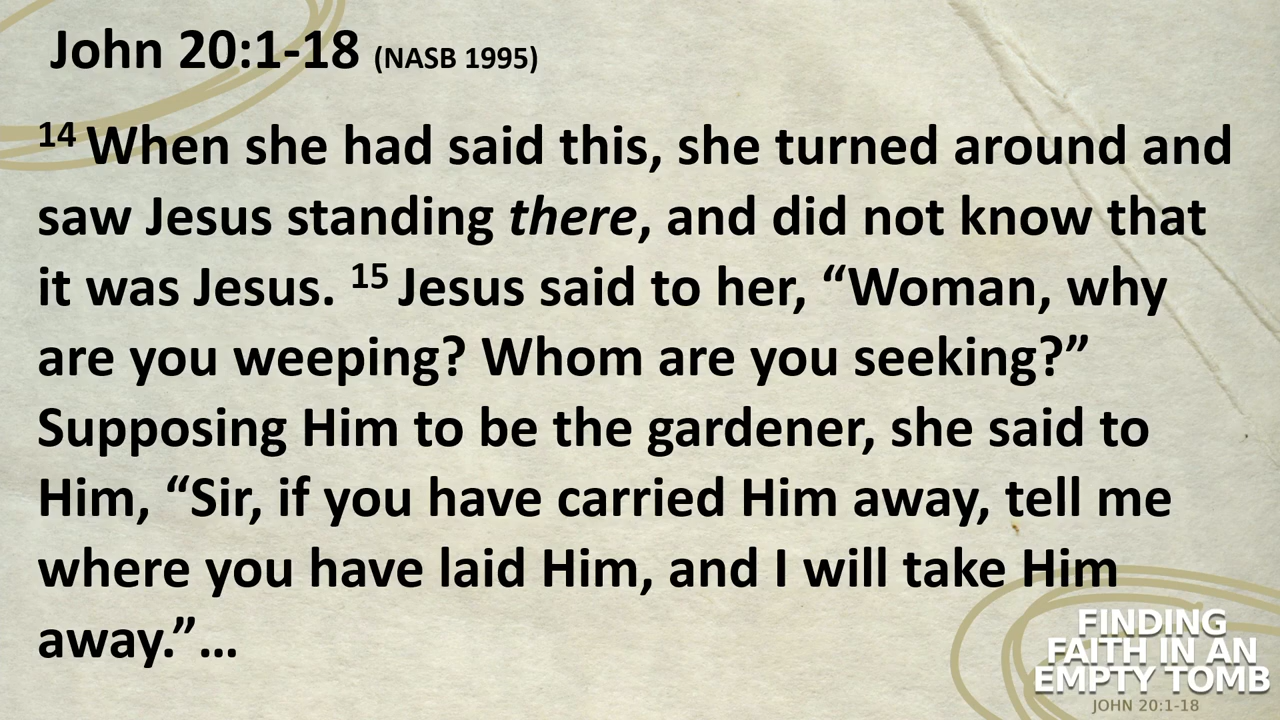 John 20:1-18 (NASB 1995)
14 When she had said this, she turned around and
saw Jesus standing there, and did not know that
it was Jesus. 15 Jesus said to her, “Woman, why
are you weeping? Whom are you seeking?”
Supposing Him to be the gardener, she said to
Him, “Sir, if you have carried Him away, tell me
where you have laid Him, and I will take Him
away.”…
FINDING
FAITH IN AN
EMPTY TOMB
JOHN 20:1-18